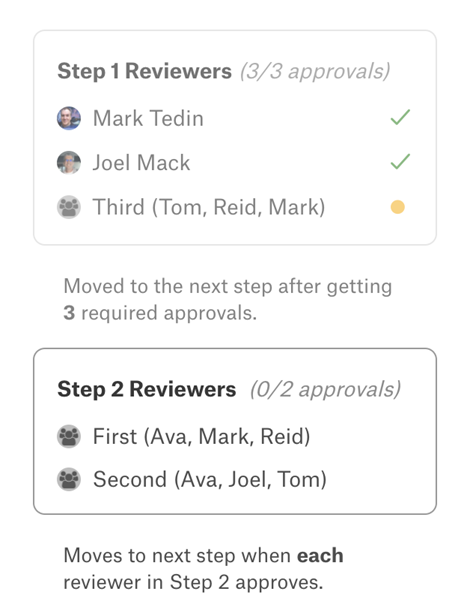 Step 1 Reviewers (3/3 approvals)
Mark Tedin
Joel Mack
Third (Tom, Reid, Mark)
Moved to the next step after getting
3 required approvals.
Step 2 Reviewers (0/2 approvals)
First (Ava, Mark, Reid)
Second (Ava, Joel, Tom)
Moves to next step when each
reviewer in Step 2 approves.